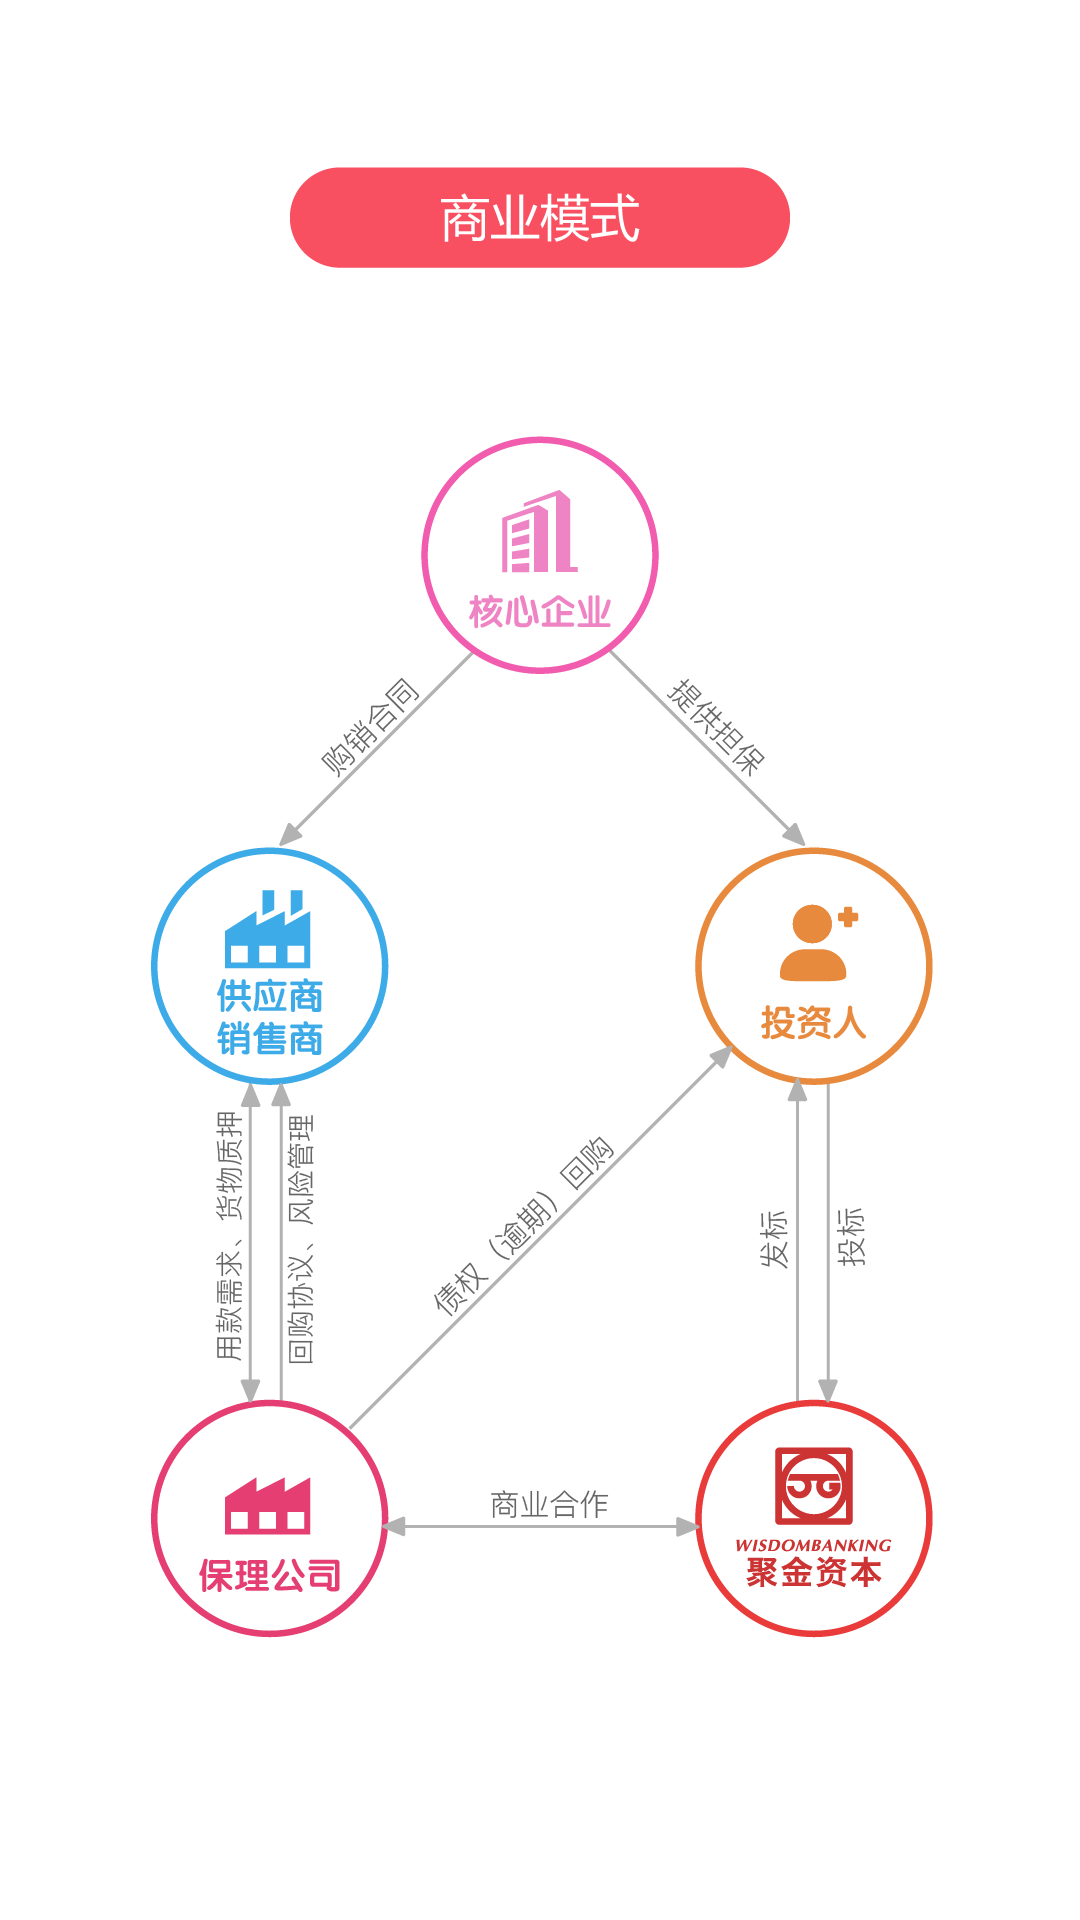 商业模式
核心企业
购销合同
提供担保
供应商
销售商
投资人
用款需求、货物质押
回购协议、风险管理
债权（逾期）回购
发标
投标
商业合作
保理公司
WISDOMBANKING
聚金资本